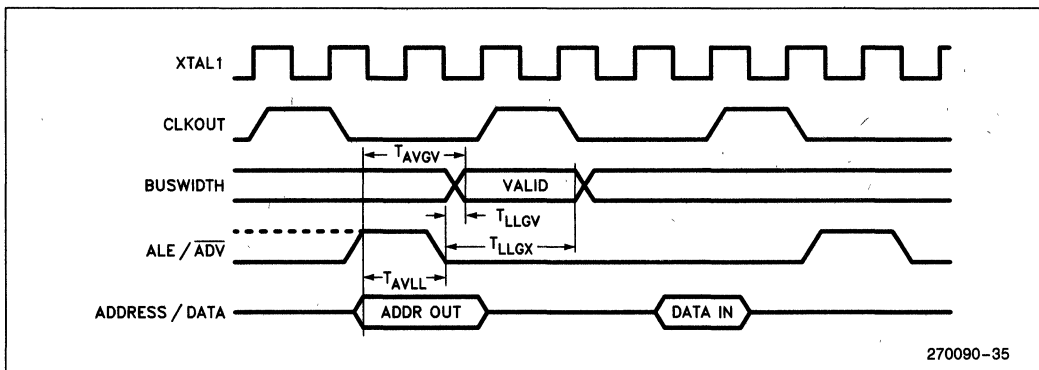 XTAL1
CLKOUT
T_AVGV
BUSWIDTH
VALID
T_LLGV
ALE / ADV
T_LLGX
T_AVLL
ADDRESS / DATA
ADDR OUT
DATA IN
270090-35